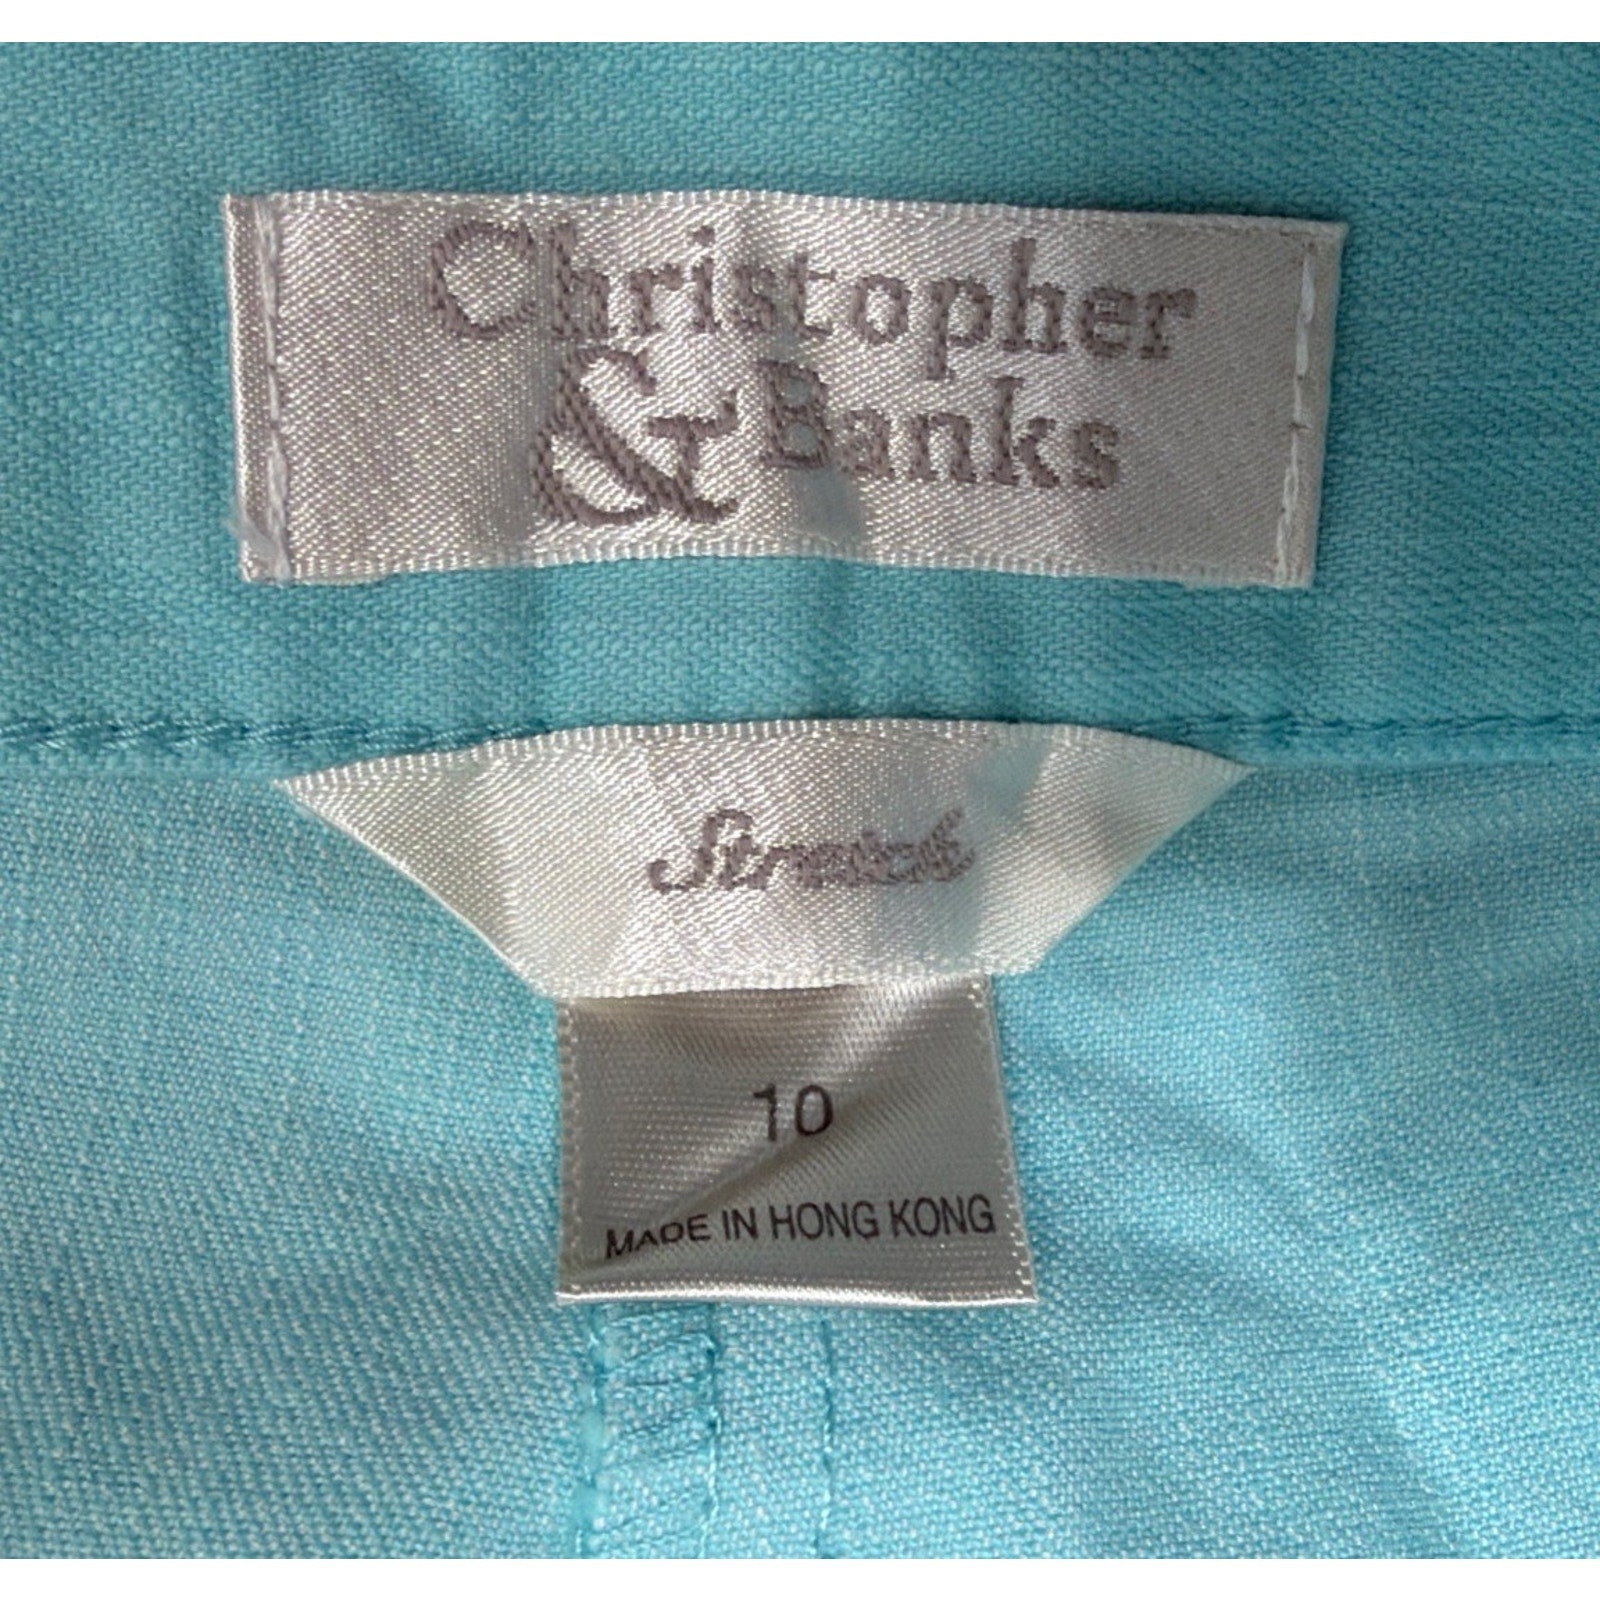 Christopher
& Banks
Stretch
10
MADE IN HONG KONG